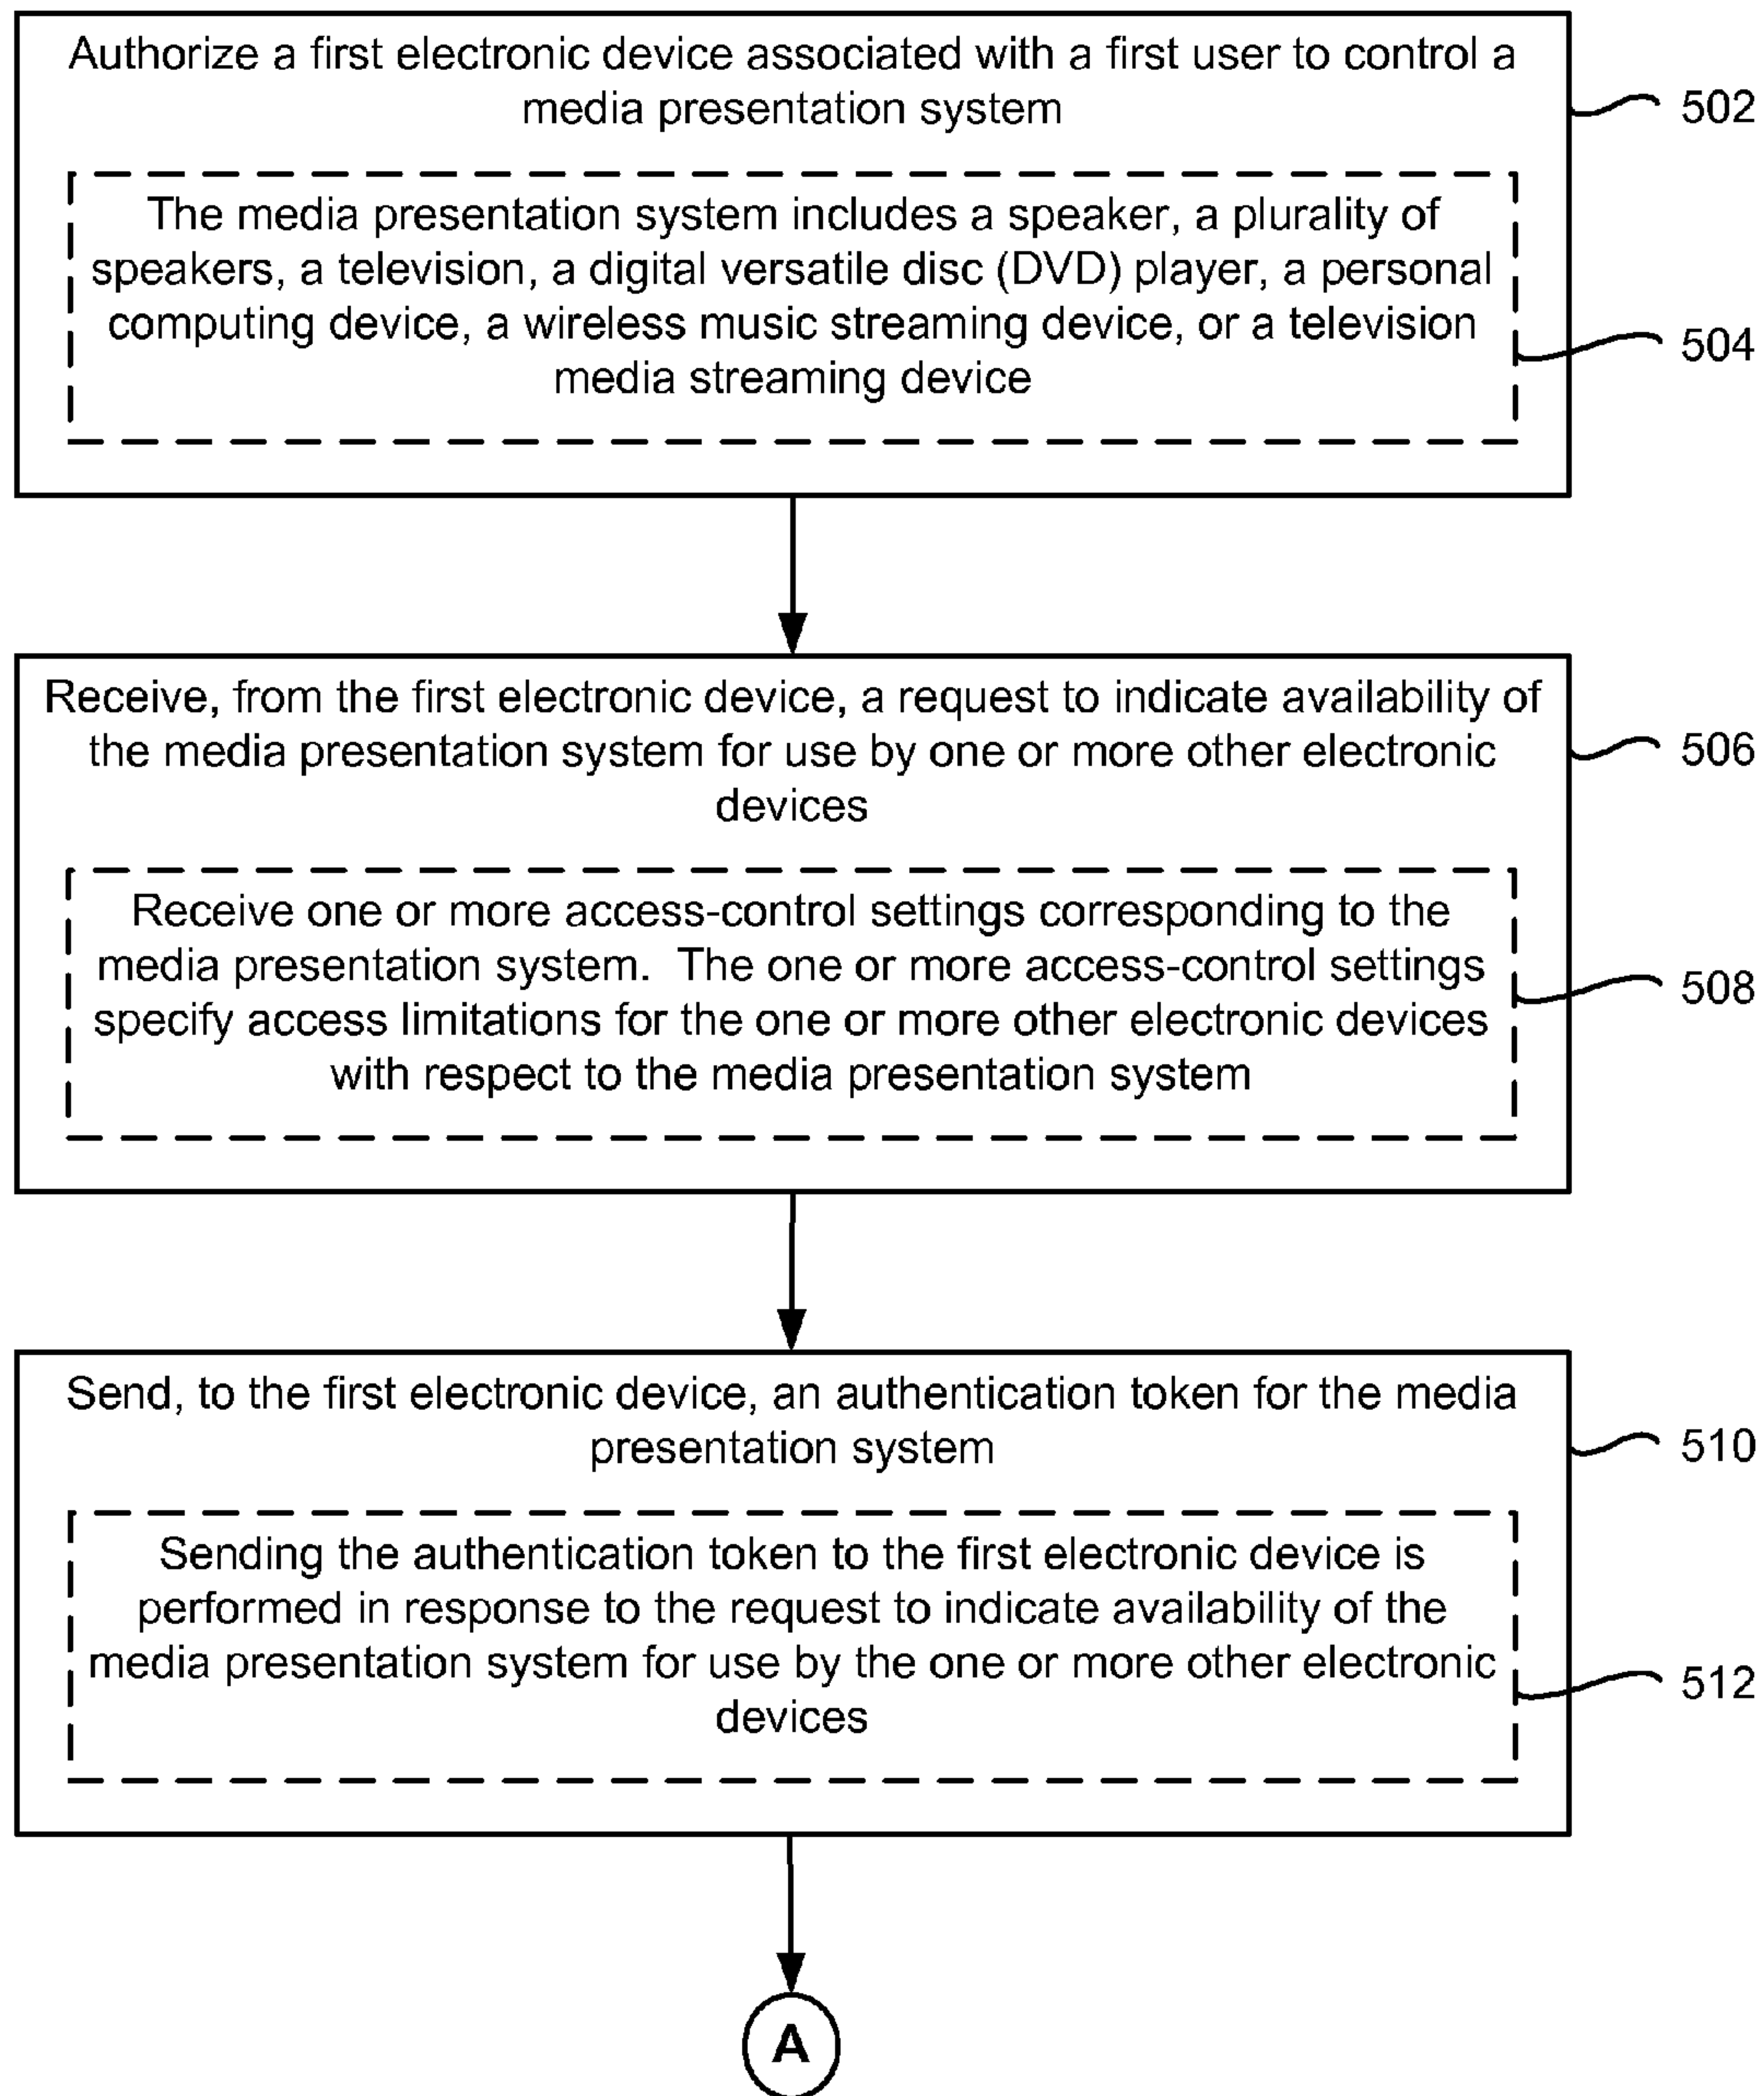 Authorize a first electronic device associated with a first user to control a
media presentation system
502
The media presentation system includes a speaker, a plurality of
speakers, a television, a digital versatile disc (DVD) player, a personal
computing device, a wireless music streaming device, or a television
media streaming device
504
Receive, from the first electronic device, a request to indicate availability of
the media presentation system for use by one or more other electronic
devices
506
Receive one or more access-control settings corresponding to the
media presentation system.  The one or more access-control settings
specify access limitations for the one or more other electronic devices
with respect to the media presentation system
508
Send, to the first electronic device, an authentication token for the media
presentation system
510
Sending the authentication token to the first electronic device is
performed in response to the request to indicate availability of the
media presentation system for use by the one or more other electronic
devices
512
A